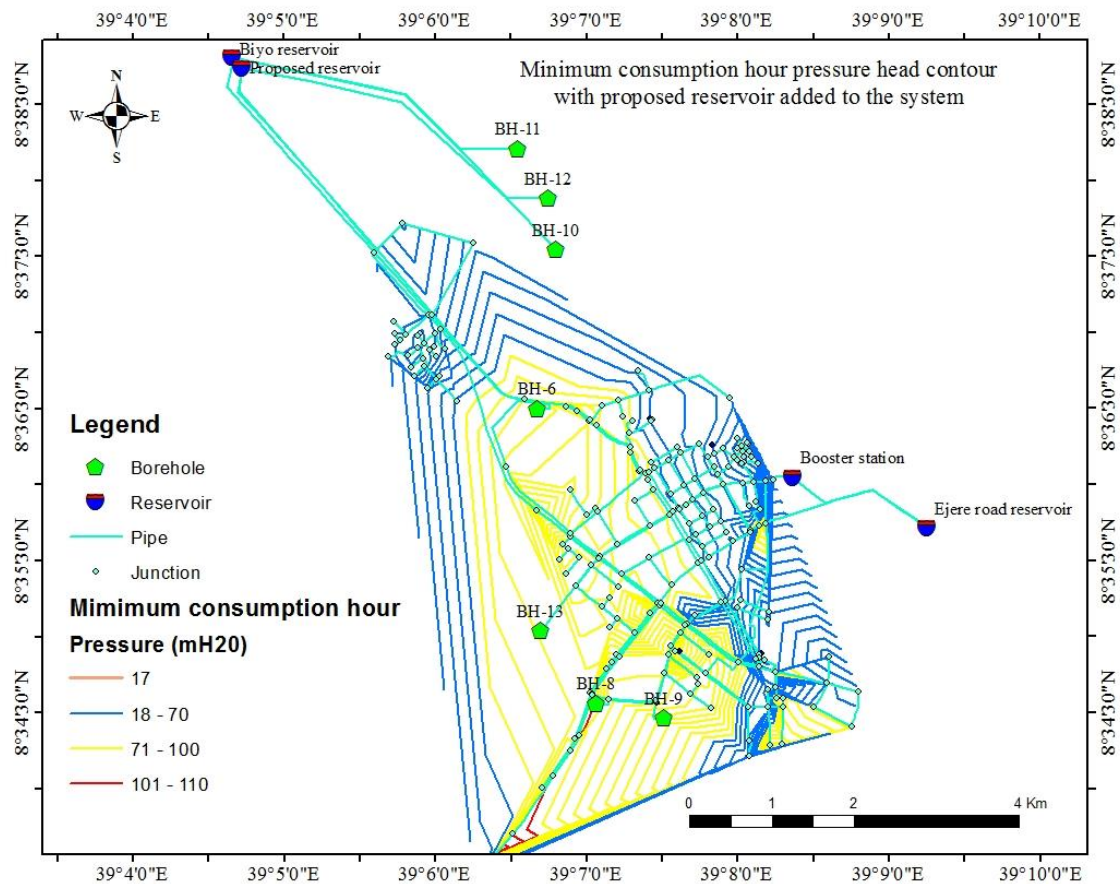 39°4'0"E 39°5'0"E 39°6'0"E 39°7'0"E 39°8'0"E 39°9'0"E 39°10'0"E
Biyo reservoir
Proposed reservoir
Minimum consumption hour pressure head contour
with proposed reservoir added to the system
N
W E
S
8°38'30"N 8°38'30"N
BH-11
BH-12
BH-10
8°37'30"N 8°37'30"N
BH-6
8°36'30"N 8°36'30"N
Booster station
Ejere road reservoir
8°35'30"N 8°35'30"N
BH-13
BH-8
BH-9
8°34'30"N 8°34'30"N
Legend
Borehole
Reservoir
Pipe
Junction
Mimimum consumption hour
Pressure (mH20)
17
18 - 70
71 - 100
101 - 110
0 1 2 4 Km
39°4'0"E 39°5'0"E 39°6'0"E 39°7'0"E 39°8'0"E 39°9'0"E 39°10'0"E